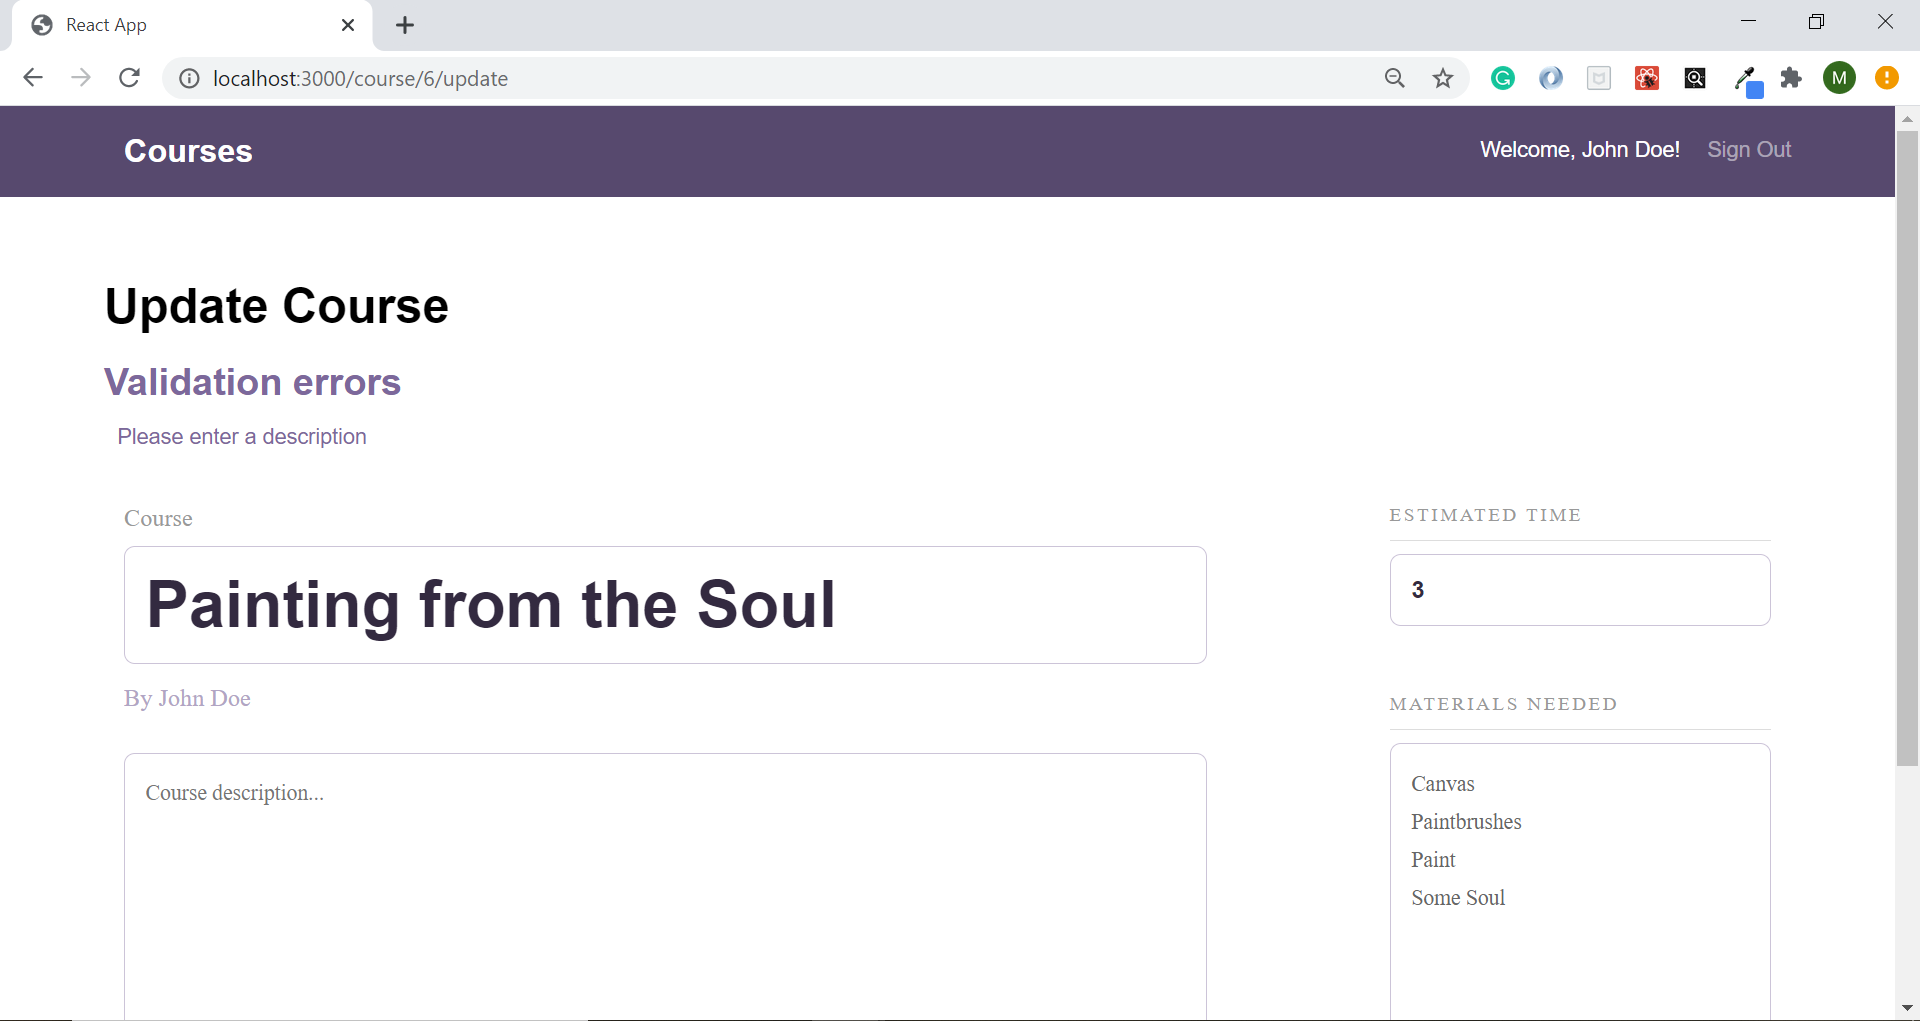 React App
localhost:3000/course/6/update
M
Courses
Welcome, John Doe! Sign Out
Update Course
Validation errors
Please enter a description
Course
Painting from the Soul
By John Doe
Course description...
ESTIMATED TIME
3
MATERIALS NEEDED
Canvas
Paintbrushes
Paint
Some Soul